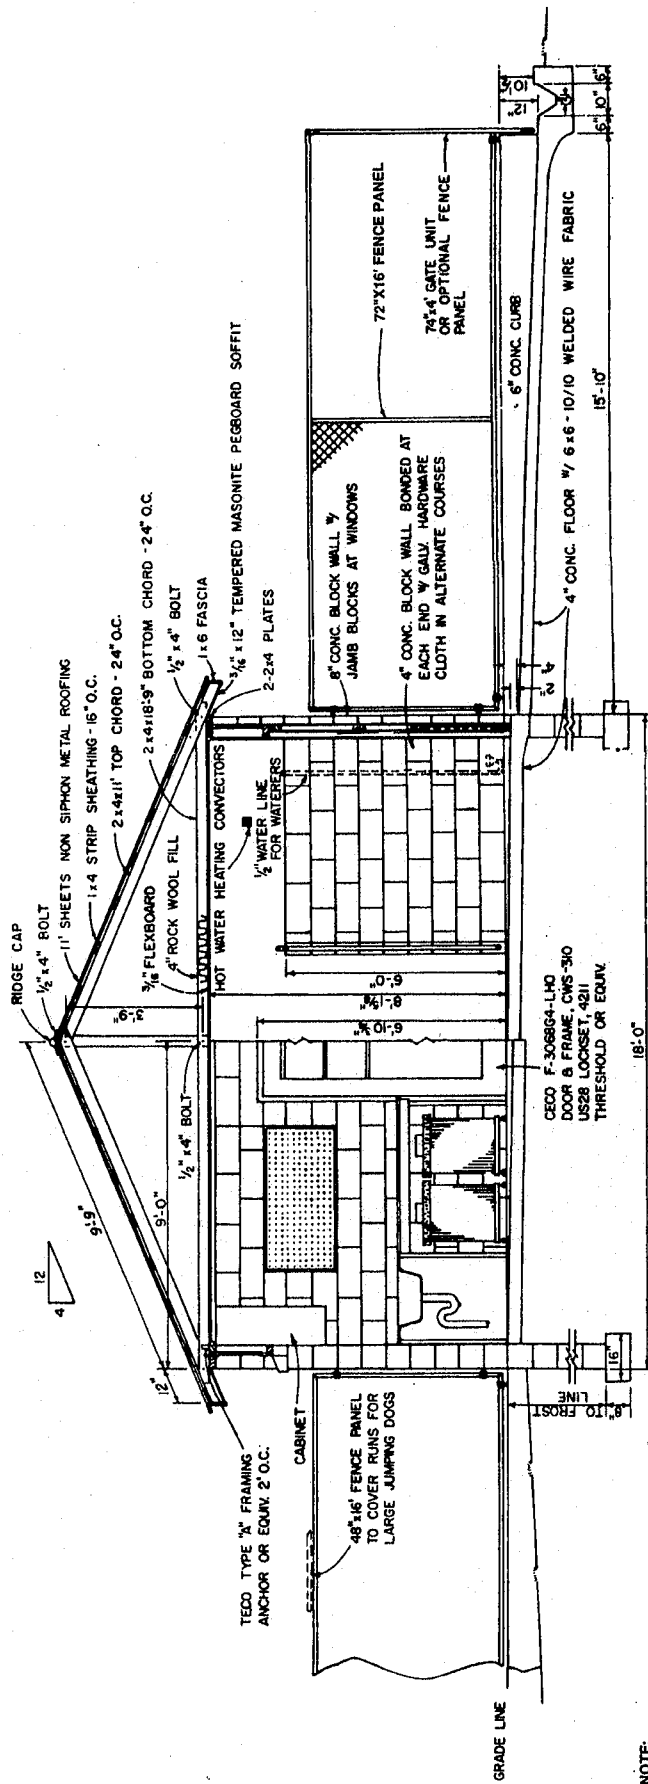 RIDGE CAP
½" x 4" BOLT
11' SHEETS NON SIPHON METAL ROOFING
1x4 STRIP SHEATHING - 16" O.C.
2x4x11' TOP CHORD - 24" O.C.
2x4x18'-9" BOTTOM CHORD - 24" O.C.
½" x 4" BOLT
1x6 FASCIA
3/16" x 12" TEMPERED MASONITE PEGBOARD SOFFIT
2-2x4 PLATES
12
4
9'-9"
12"
9'-0"
½" x 4" BOLT
3'-9"
3/16" FLEXBOARD
4" ROCK WOOL FILL
HOT WATER HEATING CONVECTORS
½" WATER LINE
FOR WATERERS
TECO TYPE "A" FRAMING
ANCHOR OR EQUIV. 2' O.C.
CABINET
48"x16' FENCE PANEL
TO COVER RUNS FOR
LARGE JUMPING DOGS
6'-10¾"
6'-0"
8" CONC. BLOCK WALL W/
JAMB BLOCKS AT WINDOWS
4" CONC. BLOCK WALL BONDED AT
EACH END W/ GALV. HARDWARE
CLOTH IN ALTERNATE COURSES
72"X16' FENCE PANEL
74"x4' GATE UNIT
OR OPTIONAL FENCE
PANEL
6" CONC. CURB
4" CONC. FLOOR W/ 6x6 - 10/10 WELDED WIRE FABRIC
12"
6"
10"
6"
2"
4"
15'-10"
GRADE LINE
8" TO FROST
LINE
16"
CECO F-3068G4-LHO
DOOR & FRAME, CWS-310
US28 LOCKSET, 4211
THRESHOLD OR EQUIV.
18'-0"
NOTE: